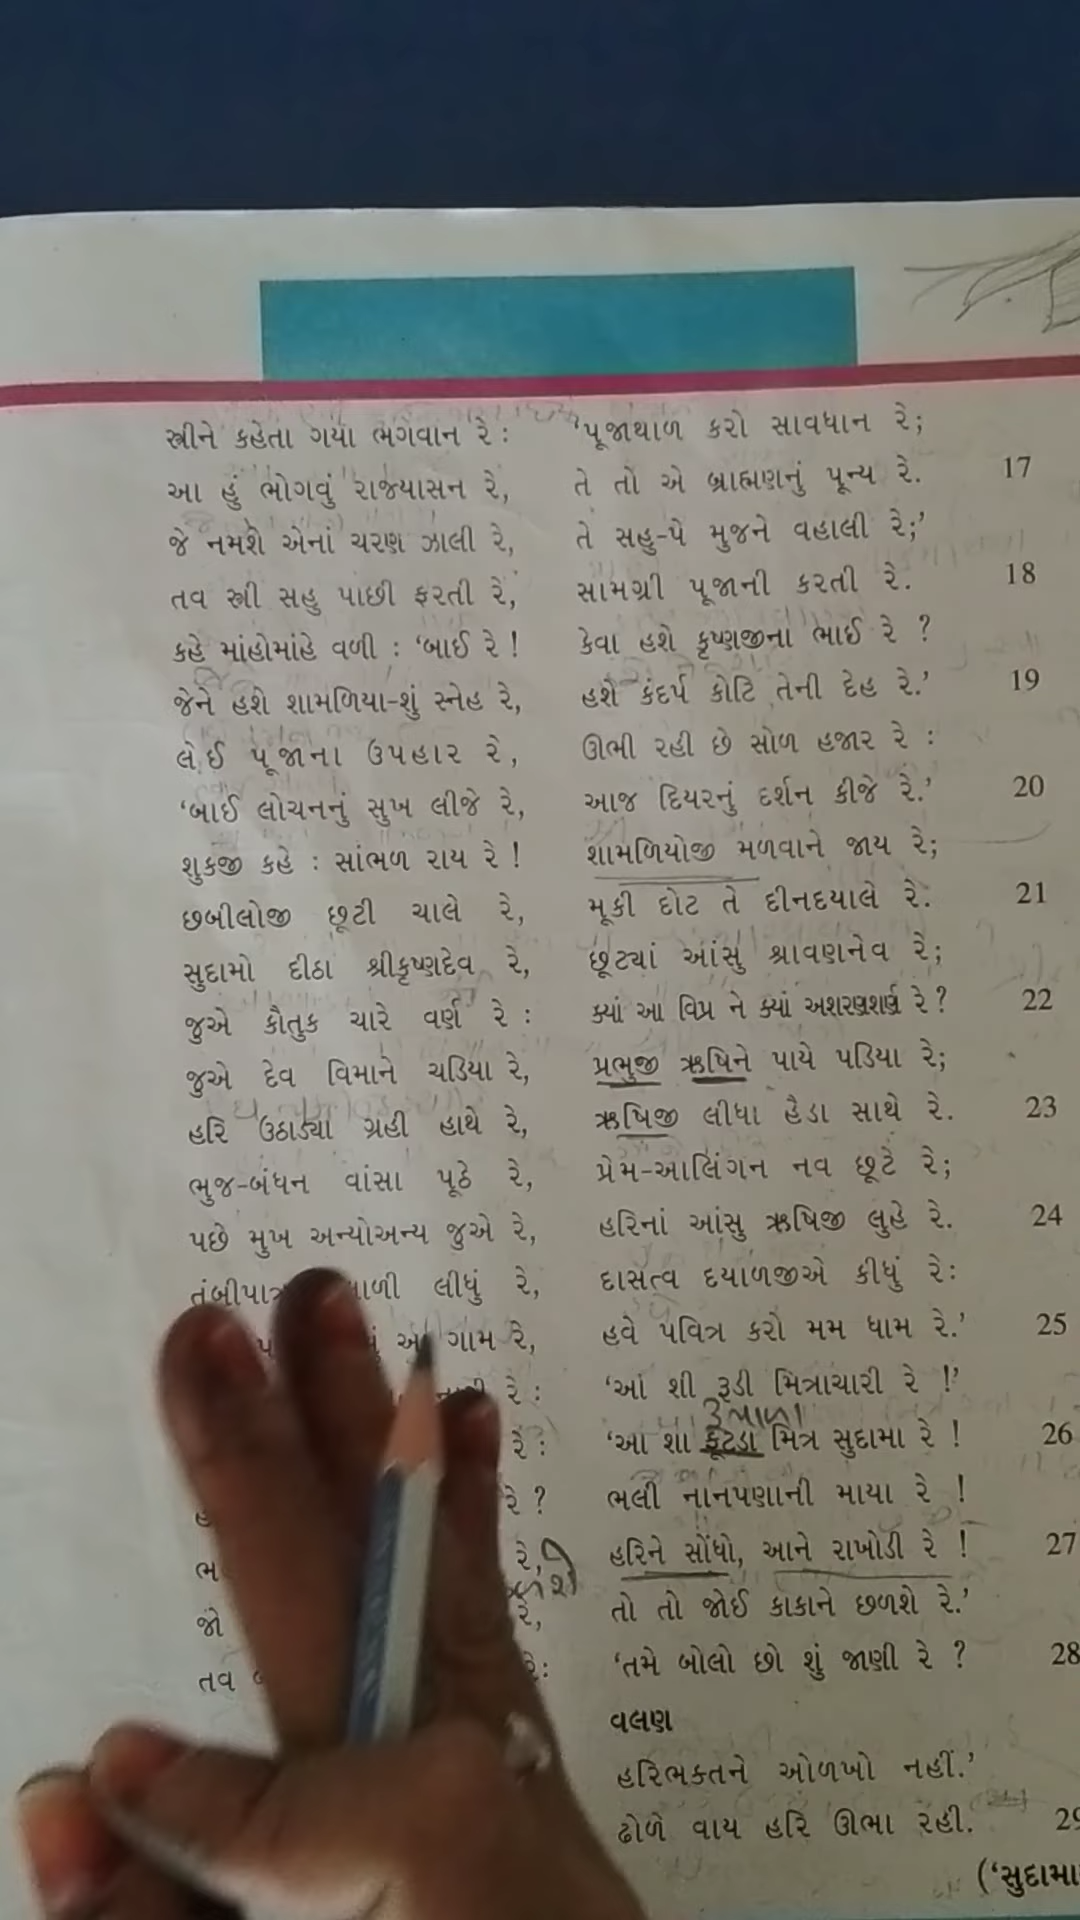 સ્ત્રીને કહેતા ગયા ભગવાન રે : 'પૂજાથાળ કરો સાવધાન રે;
આ હું ભોગવું રાજ્યાસન રે, તે તો એ બ્રાહ્મણનું પૂન્ય રે. 17
જે નમશે એનાં ચરણ ઝાલી રે, તે સહુ-પે મુજને વહાલી રે;'
તવ સ્ત્રી સહુ પાછી ફરતી રે, સામગ્રી પૂજાની કરતી રે. 18
કહે માંહોમાંહે વળી : 'બાઈ રે ! કેવા હશે કૃષ્ણજીના ભાઈ રે ?
જેને હશે શામળિયા-શું સ્નેહ રે, હશે કંદર્પ કોટિ તેની દેહ રે.' 19
લેઈ પૂજાના ઉપહાર રે, ઊભી રહી છે સોળ હજાર રે :
'બાઈ લોચનનું સુખ લીજે રે, આજ દિયરનું દર્શન કીજે રે.' 20
શુકજી કહે : સાંભળ રાય રે ! શામળિયોજી મળવાને જાય રે;
છબીલોજી છૂટી ચાલે રે, મૂકી દોટ તે દીનદયાલે રે. 21
સુદામો દીઠા શ્રીકૃષ્ણદેવ રે, છૂટ્યાં આંસુ શ્રાવણનેવ રે;
જુએ કૌતુક ચારે વર્ણ રે : ક્યાં આ વિપ્ર ને ક્યાં અશરણશર્ણ રે ? 22
જુએ દેવ વિમાને ચડિયા રે, પ્રભુજી ઋષિને પાયે પડિયા રે;
હરિ ઉઠાડ્યા ગ્રહી હાથે રે, ઋષિજી લીધા હૈડા સાથે રે. 23
ભુજ-બંધન વાંસા પૂઠે રે, પ્રેમ-આલિંગન નવ છૂટે રે;
પછે મુખ અન્યોઅન્ય જુએ રે, હરિનાં આંસુ ઋષિજી લુહે રે. 24
તુંબીપાત્ર લીધું રે, દાસત્વ દયાળજીએ કીધું રે :
ગામ રે, હવે પવિત્ર કરો મમ ધામ રે.' 25
રે : 'આ શી રૂડી મિત્રાચારી રે !'
રે : 'આ શા ફૂટડા મિત્ર સુદામા રે ! 26
રે ? ભલી નાનપણાની માયા રે !
ભ રે, હરિને સોંધો, આને રાખોડી રે ! 27
જો રે, તો તો જોઈ કાકાને છળશે રે.'
તવ રે: 'તમે બોલો છો શું જાણી રે ? 28
વલણ
હરિભક્તને ઓળખો નહીં.'
ઢોળે વાય હરિ ઊભા રહી. 29
('સુદામા